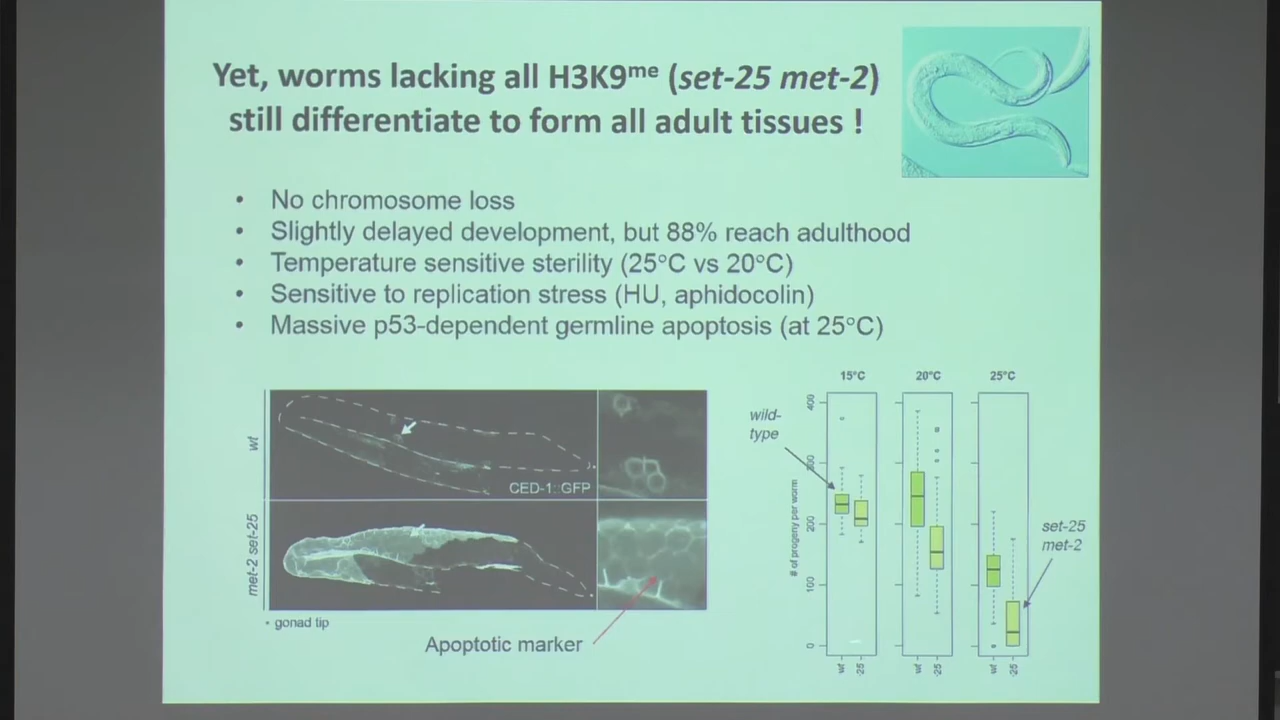 Yet, worms lacking all H3K9me (set-25 met-2)
still differentiate to form all adult tissues !
• No chromosome loss
• Slightly delayed development, but 88% reach adulthood
• Temperature sensitive sterility (25°C vs 20°C)
• Sensitive to replication stress (HU, aphidocolin)
• Massive p53-dependent germline apoptosis (at 25°C)
wt
CED-1::GFP
met-2 set-25
* gonad tip
Apoptotic marker
15°C
20°C
25°C
wild-
type
# of progeny per worm
400
300
200
100
0
set-25
met-2
wt
25
wt
25
wt
25